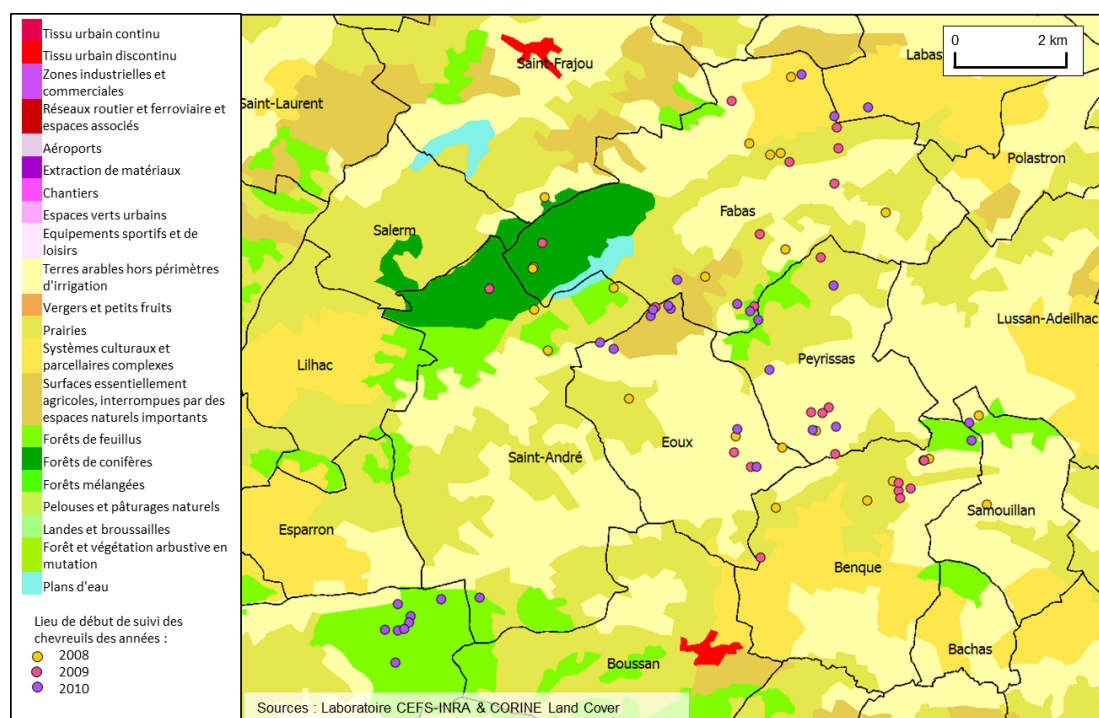 Tissu urbain continu
Tissu urbain discontinu
Zones industrielles et
commerciales
Réseaux routier et ferroviaire et
espaces associés
Aéroports
Extraction de matériaux
Chantiers
Espaces verts urbains
Equipements sportifs et de
loisirs
Terres arables hors périmètres
d'irrigation
Vergers et petits fruits
Prairies
Systèmes culturaux et
parcellaires complexes
Surfaces essentiellement
agricoles, interrompues par des
espaces naturels importants
Forêts de feuillus
Forêts de conifères
Forêts mélangées
Pelouses et pâturages naturels
Landes et broussailles
Forêt et végétation arbustive en
mutation
Plans d'eau
Lieu de début de suivi des
chevreuils des années :
2008
2009
2010
0 2 km
Saint-Frajou
Labas
Saint-Laurent
Polastron
Salerm
Fabas
Lussan-Adeilhac
Lilhac
Peyrissas
Saint-André
Eoux
Esparron
Samouillan
Benque
Boussan
Bachas
Sources : Laboratoire CEFS-INRA & CORINE Land Cover